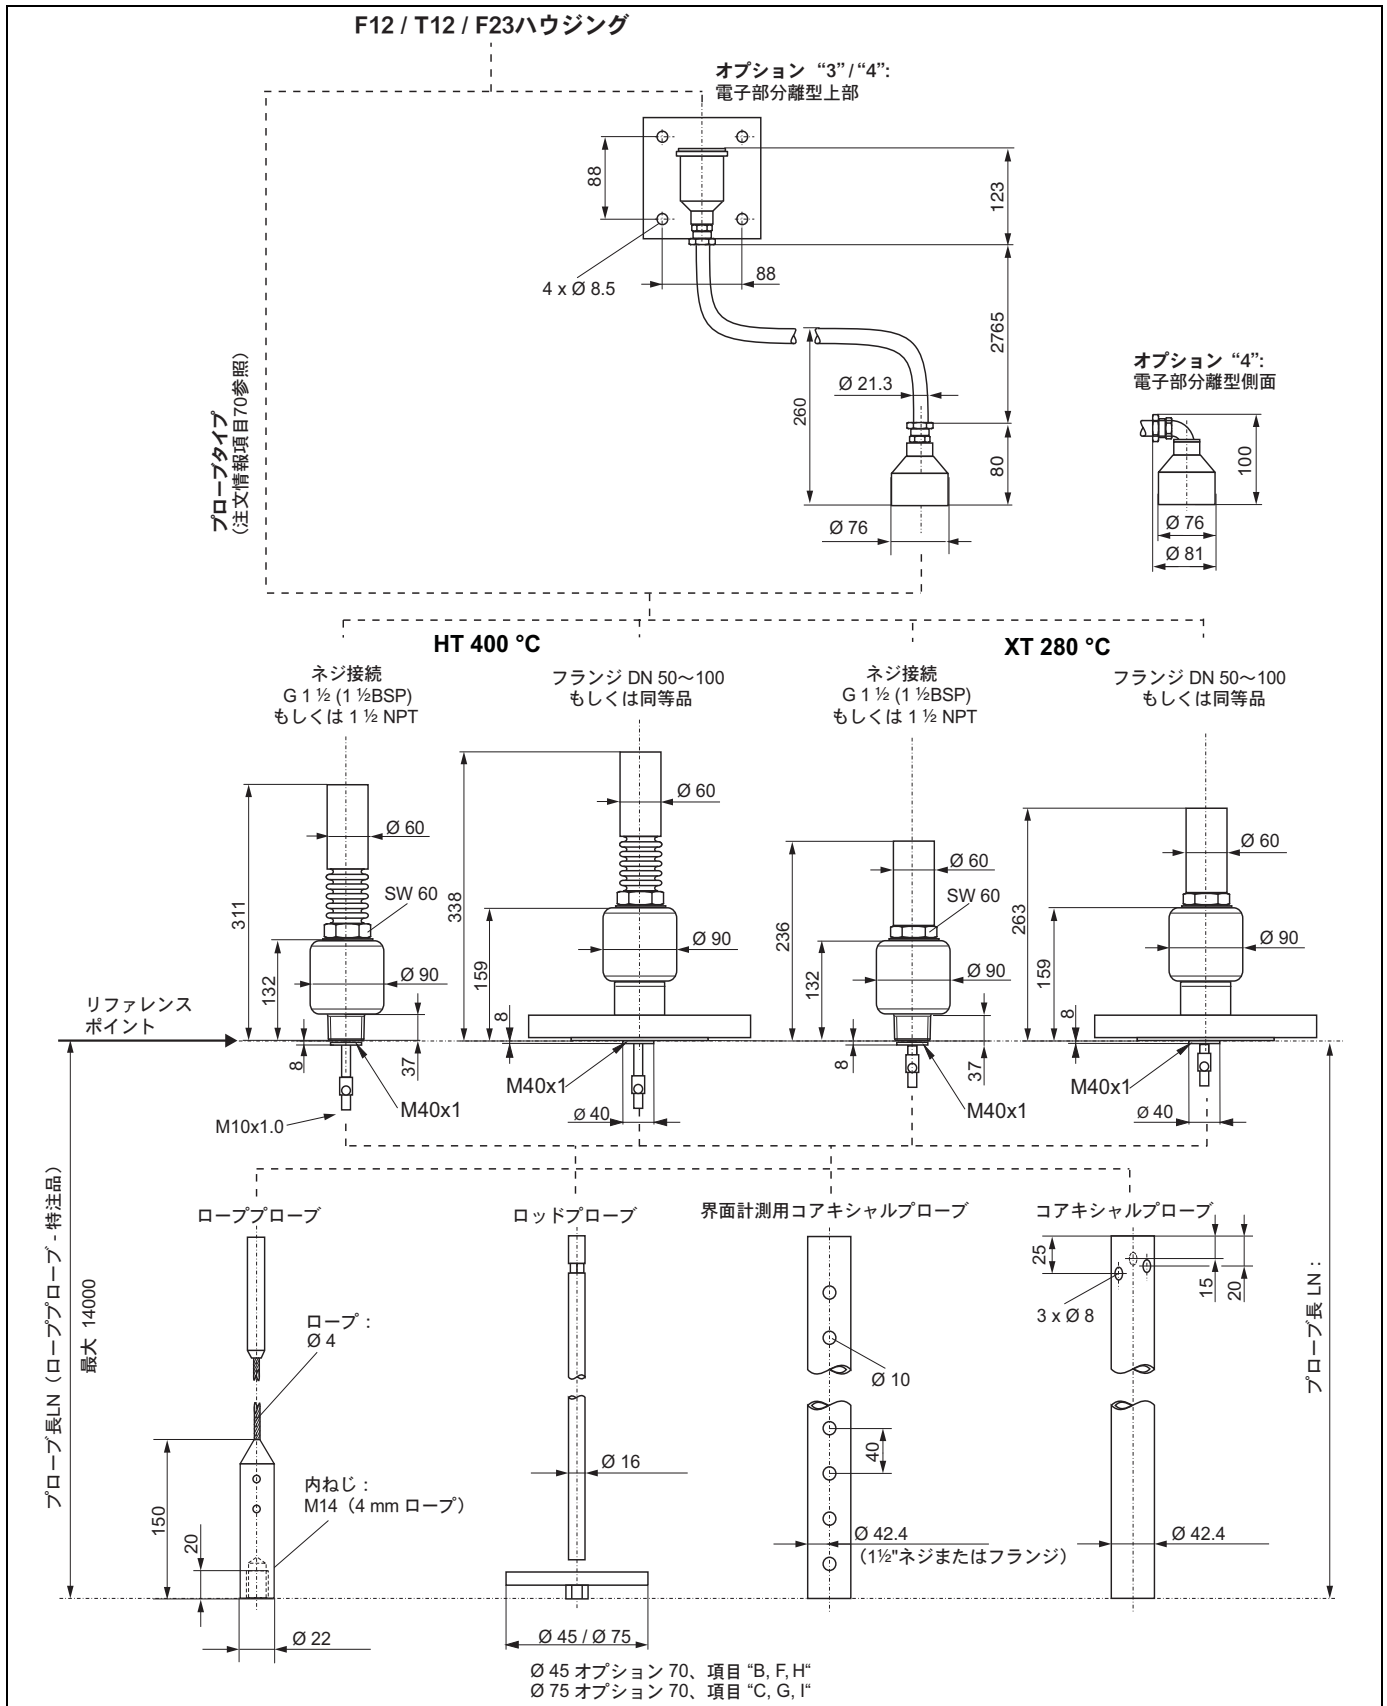 F12 / T12 / F23ハウジング
オプション “3” / “4”:
電子部分離型上部
88
123
4 x Ø 8.5
88
2765
オプション “4”:
電子部分離型側面
プローブタイプ
（注文情報項目70参照）
Ø 21.3
260
80
100
Ø 76
Ø 76
Ø 81
HT 400 °C
XT 280 °C
ネジ接続
G 1 ½ (1 ½BSP)
もしくは 1 ½ NPT
フランジ DN 50～100
もしくは同等品
ネジ接続
G 1 ½ (1 ½BSP)
もしくは 1 ½ NPT
フランジ DN 50～100
もしくは同等品
311
Ø 60
SW 60
132
Ø 90
8
37
M40x1
M10x1.0
338
Ø 60
159
Ø 90
8
M40x1
Ø 40
236
Ø 60
SW 60
132
Ø 90
8
37
M40x1
263
Ø 60
159
Ø 90
8
M40x1
Ø 40
リファレンス
ポイント
プローブ長LN（ローププローブ - 特注品）
最大 14000
ロープブローブ
ロッドプローブ
界面計測用コアキシャルプローブ
コアキシャルプローブ
ロープ：
Ø 4
内ねじ：
M14（4 mm ロープ）
150
20
Ø 22
Ø 16
Ø 45 / Ø 75
Ø 45 オプション 70、項目 “B, F, H“
Ø 75 オプション 70、項目 “C, G, I“
Ø 10
40
Ø 42.4
（1½"ネジまたはフランジ）
25
3 x Ø 8
15
20
Ø 42.4
プローブ長 LN：